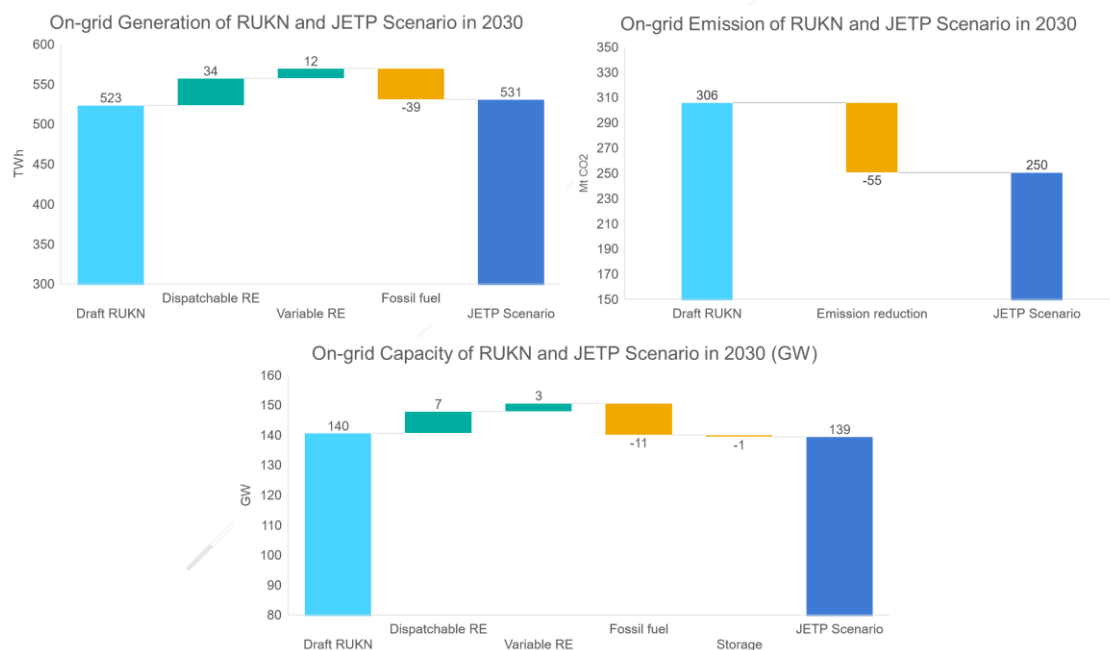 On-grid Generation of RUKN and JETP Scenario in 2030
600
550
500
450
400
350
300
TWh
523
34
12
-39
531
Dispatchable RE
Fossil fuel
Draft RUKN
Variable RE
JETP Scenario
On-grid Emission of RUKN and JETP Scenario in 2030
350
330
310
290
270
250
230
210
190
170
150
Mt CO2
306
-55
250
Draft RUKN
Emission reduction
JETP Scenario
On-grid Capacity of RUKN and JETP Scenario in 2030 (GW)
160
150
140
130
120
110
100
90
80
GW
140
7
3
-11
-1
139
Dispatchable RE
Fossil fuel
JETP Scenario
Draft RUKN
Variable RE
Storage